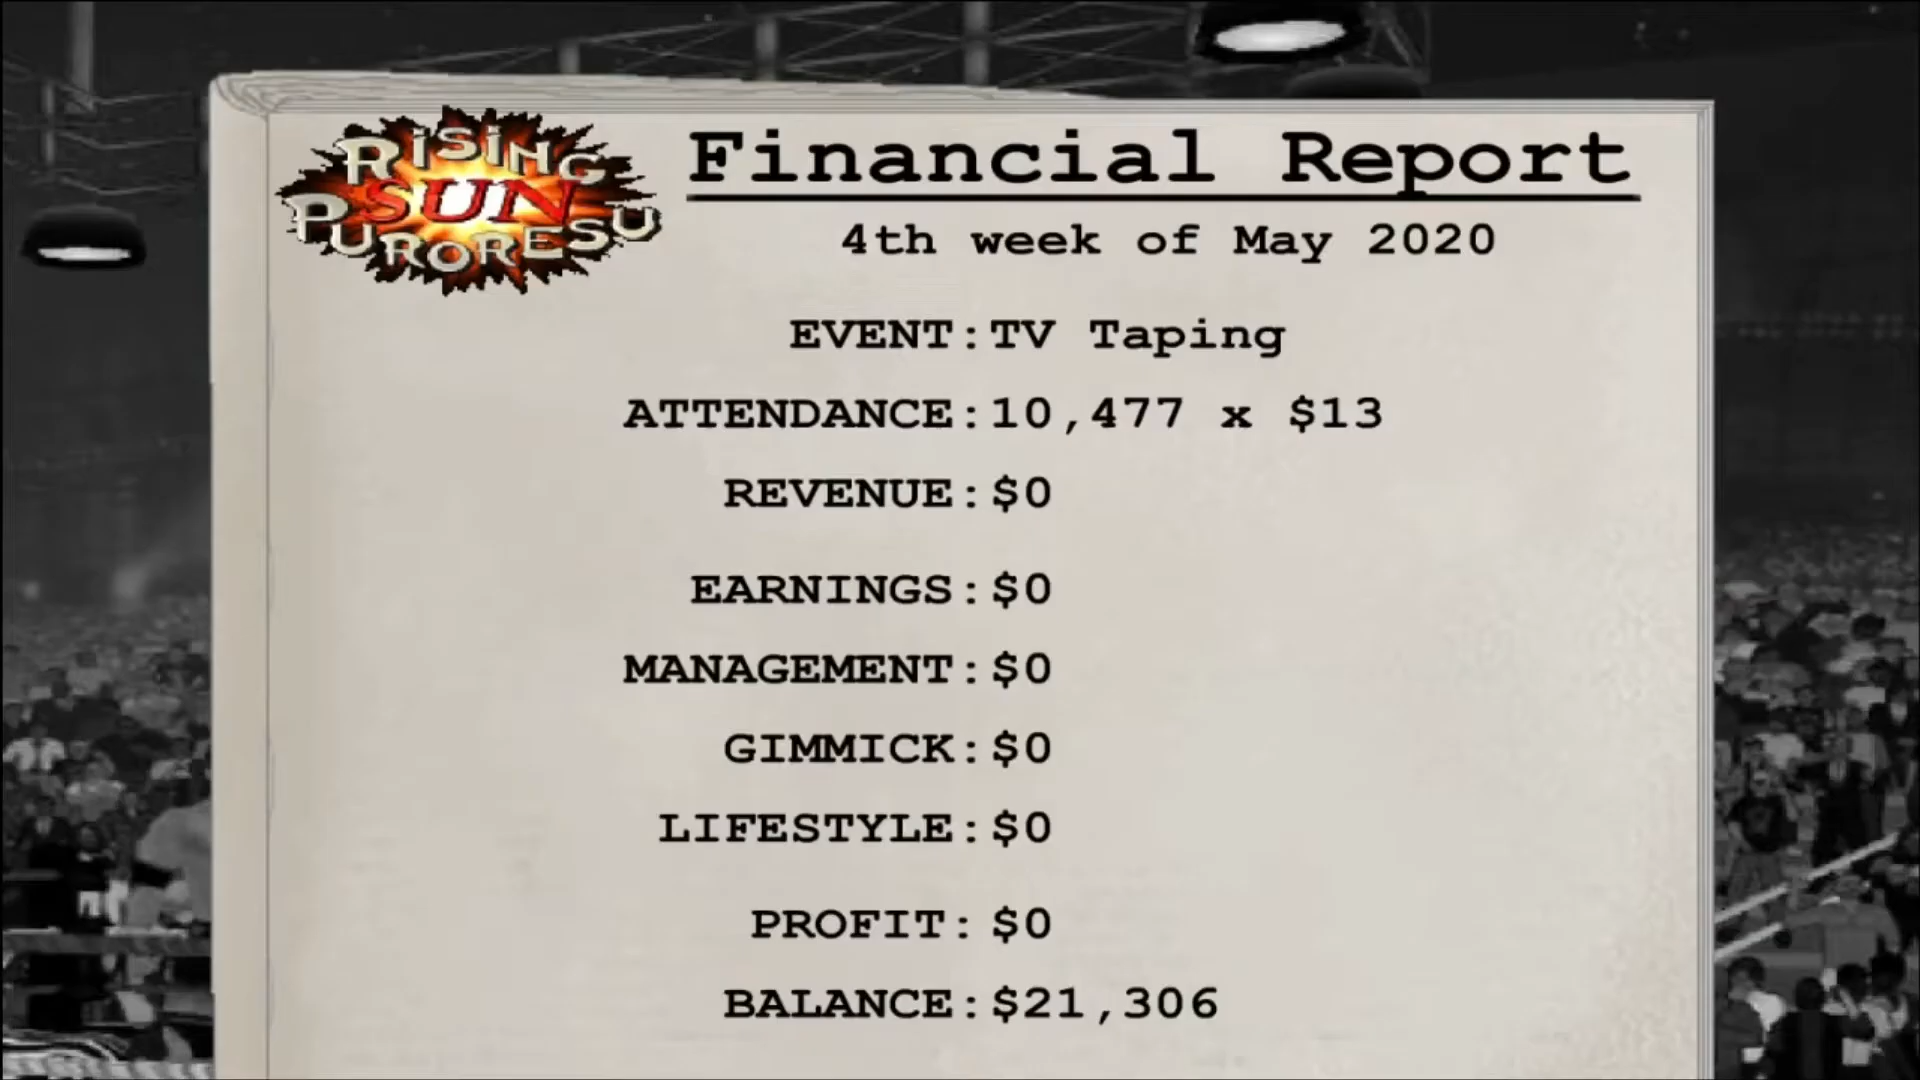 RISING
SUN
PURORESU
Financial Report
4th week of May 2020
EVENT: TV Taping
ATTENDANCE: 10,477 x $13
REVENUE: $0
EARNINGS: $0
MANAGEMENT: $0
GIMMICK: $0
LIFESTYLE: $0
PROFIT: $0
BALANCE: $21,306